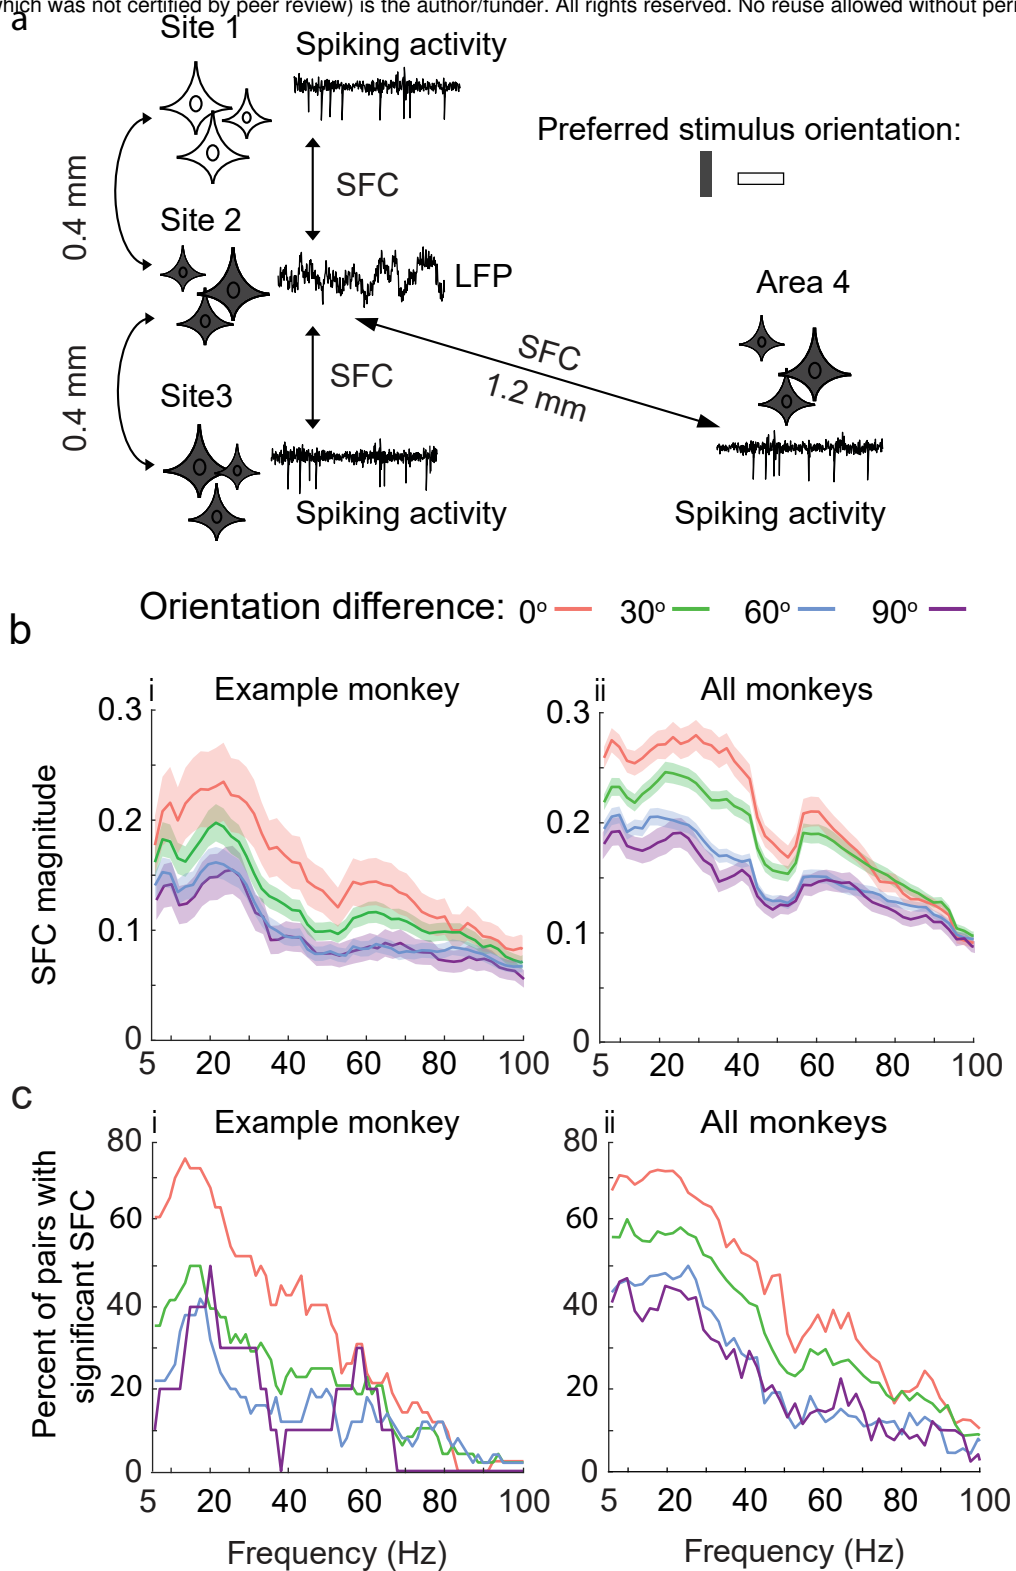 which was not certified by peer review) is the author/funder. All rights reserved. No reuse allowed without
a
Site 1
Spiking activity
Preferred stimulus orientation:
0.4 mm
SFC
Site 2
LFP
Area 4
SFC
1.2 mm
0.4 mm
SFC
Site3
Spiking activity
Spiking activity
Orientation difference: 0º 30º 60º 90º
b
i Example monkey
ii All monkeys
SFC magnitude
0.3
0.2
0.1
0
5 20 40 60 80 100
0.3
0.2
0.1
0
5 20 40 60 80 100
c
i Example monkey
ii All monkeys
Percent of pairs with
significant SFC
80
60
40
20
0
5 20 40 60 80 100
Frequency (Hz)
80
60
40
20
0
5 20 40 60 80 100
Frequency (Hz)